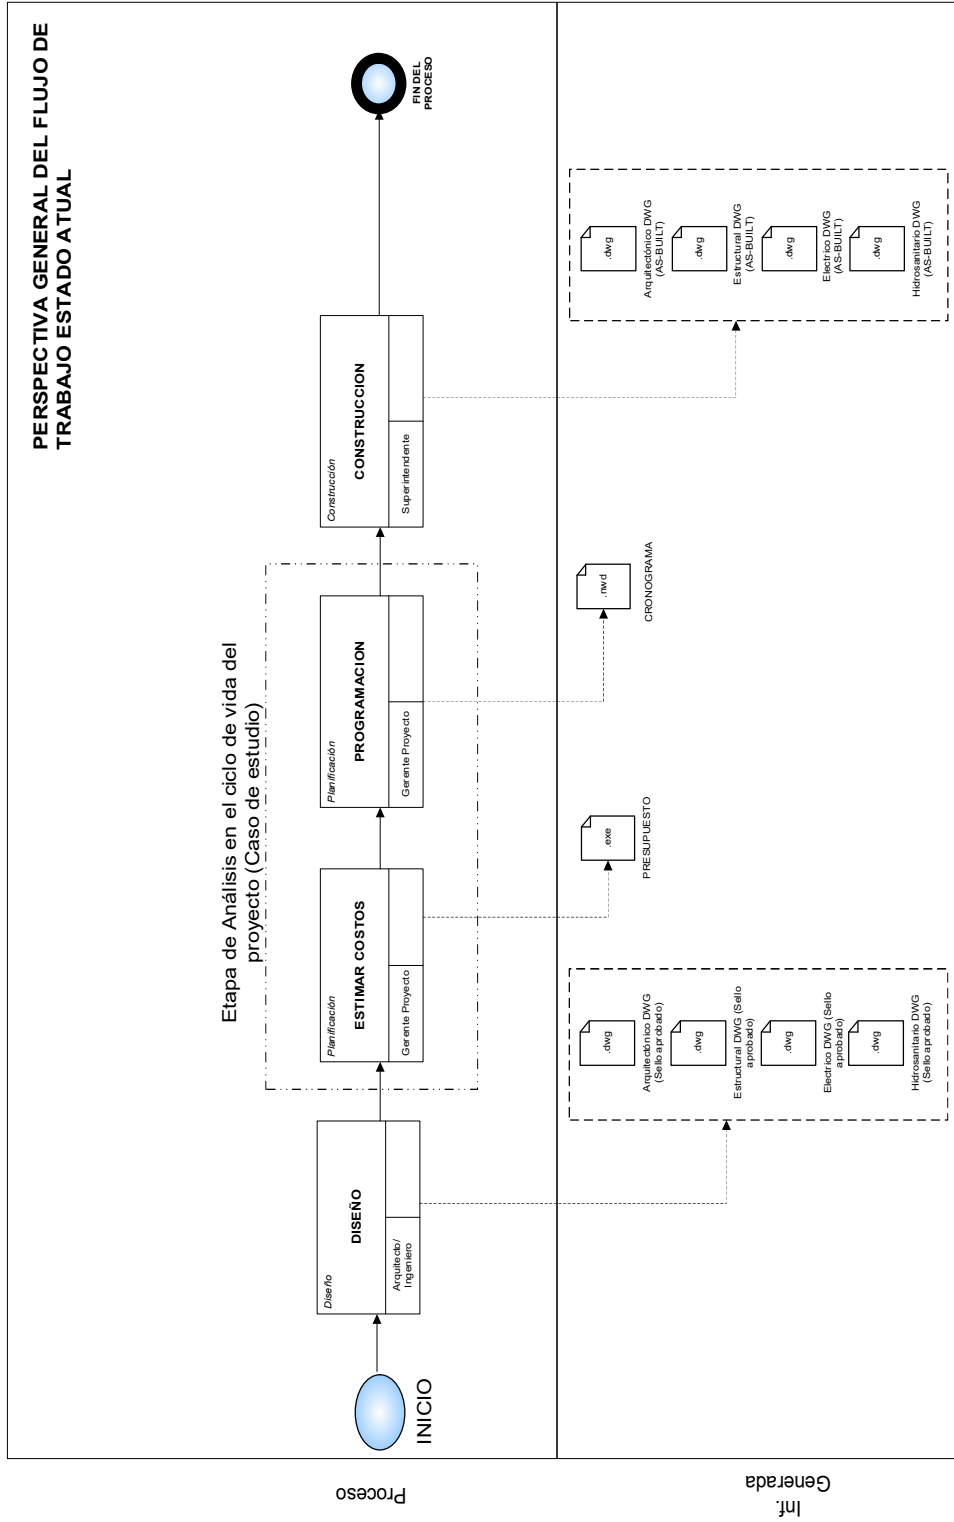 PERSPECTIVA GENERAL DEL FLUJO DE
TRABAJO ESTADO ATUAL
Proceso
Etapa de Análisis en el ciclo de vida del
proyecto (Caso de estudio)
INICIO
Diseño
DISEÑO
Arquitecto/
Ingeniero
Planificación
ESTIMAR COSTOS
Gerente Proyecto
Planificación
PROGRAMACION
Gerente Proyecto
Construcción
CONSTRUCCION
Superintendente
FIN DEL
PROCESO
Inf.
Generada
.dwg
Arquitectónico DWG
(Sello aprobado)
.dwg
Estructural DWG (Sello
aprobado)
.dwg
Electrico DWG (Sello
aprobado)
.dwg
Hidrosanitario DWG
(Sello aprobado)
.exe
PRESUPUESTO
.nwd
CRONOGRAMA
.dwg
Arquitectónico DWG
(AS-BUILT)
.dwg
Estructural DWG
(AS-BUILT)
.dwg
Electrico DWG
(AS-BUILT)
.dwg
Hidrosanitario DWG
(AS-BUILT)